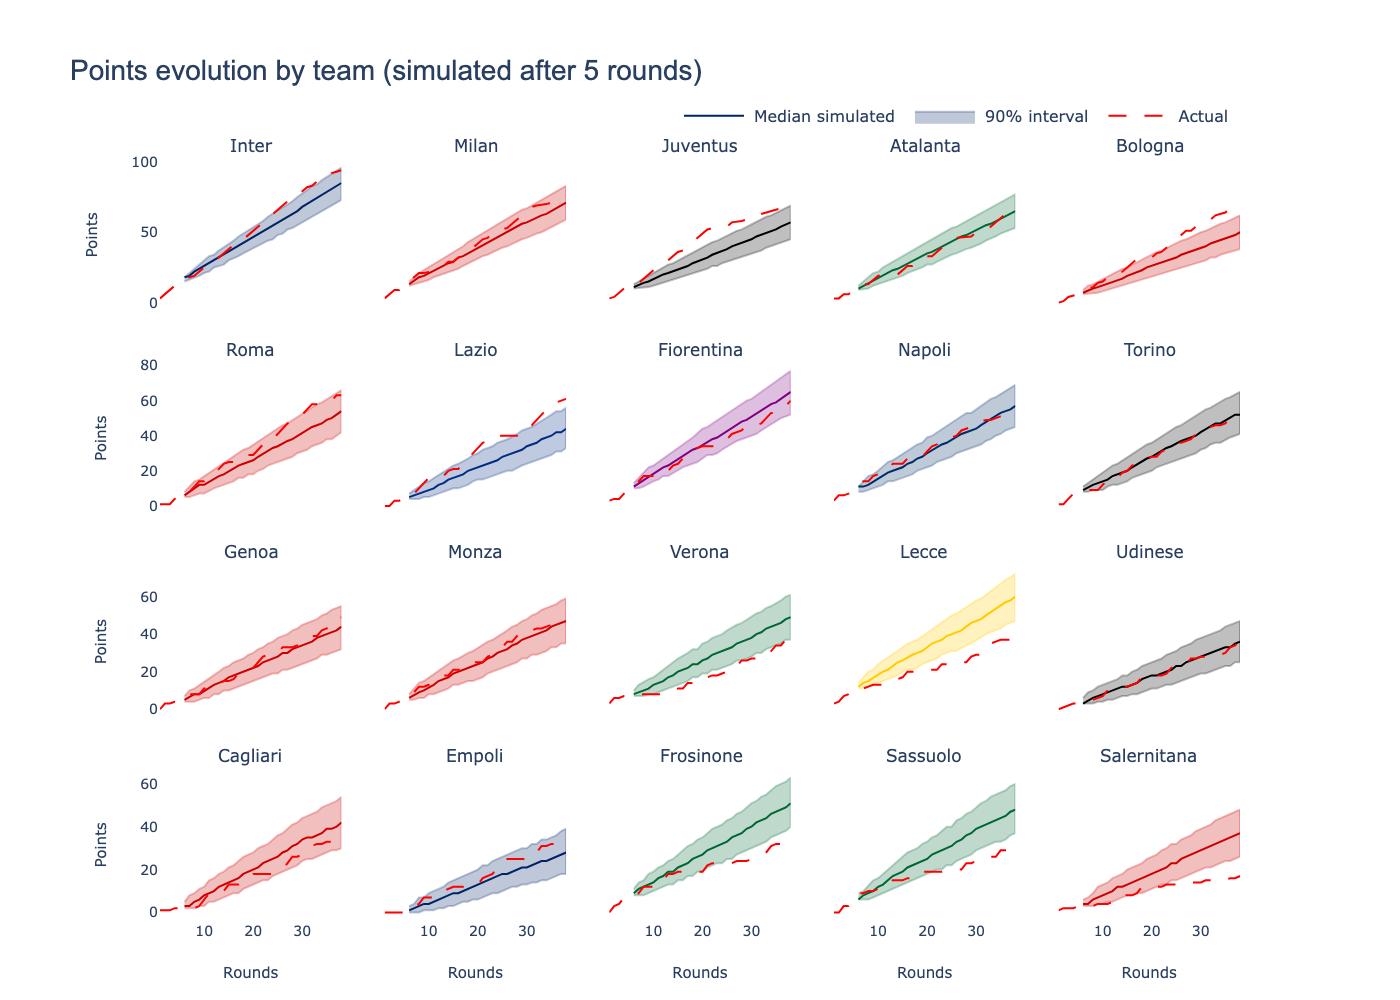 Points evolution by team (simulated after 5 rounds)
Median simulated 90% interval Actual
Inter Milan Juventus Atalanta Bologna
100
50
0
Points
Roma Lazio Fiorentina Napoli Torino
80
60
40
20
0
Points
Genoa Monza Verona Lecce Udinese
60
40
20
0
Points
Cagliari Empoli Frosinone Sassuolo Salernitana
60
40
20
0
Points
10 20 30 10 20 30 10 20 30 10 20 30 10 20 30
Rounds Rounds Rounds Rounds Rounds